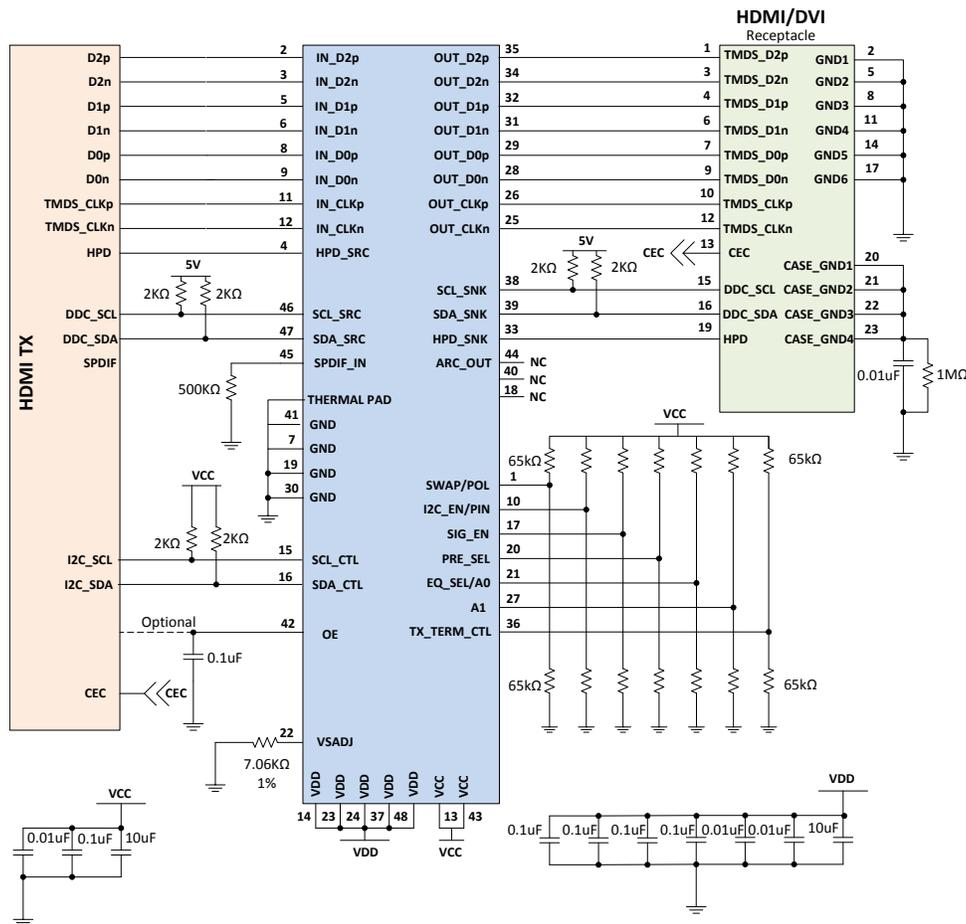 HDMI/DVI
Receptacle
HDMI TX
D2p 2 IN_D2p OUT_D2p 35 1 TMDS_D2p GND1 2
D2n 3 IN_D2n OUT_D2n 34 3 TMDS_D2n GND2 5
D1p 5 IN_D1p OUT_D1p 32 4 TMDS_D1p GND3 8
D1n 6 IN_D1n OUT_D1n 31 6 TMDS_D1n GND4 11
D0p 8 IN_D0p OUT_D0p 29 7 TMDS_D0p GND5 14
D0n 9 IN_D0n OUT_D0n 28 9 TMDS_D0n GND6 17
TMDS_CLKp 11 IN_CLKp OUT_CLKp 26 10 TMDS_CLKp
TMDS_CLKn 12 IN_CLKn OUT_CLKn 25 12 TMDS_CLKn
HPD 4 HPD_SRC 5V CEC 13 CEC
CASE_GND1 20
5V 2KΩ 2KΩ
2KΩ 2KΩ SCL_SNK 38 15 DDC_SCL CASE_GND2 21
DDC_SCL 46 SCL_SRC SDA_SNK 39 16 DDC_SDA CASE_GND3 22
DDC_SDA 47 SDA_SRC HPD_SNK 33 19 HPD CASE_GND4 23
SPDIF 45 SPDIF_IN ARC_OUT 44 NC
40 NC
18 NC
0.01uF 1MΩ
500KΩ
THERMAL PAD
41 GND
7 GND
19 GND
30 GND
VCC
65kΩ 65kΩ
SWAP/POL 1
I2C_EN/PIN 10
SIG_EN 17
PRE_SEL 20
EQ_SEL/A0 21
A1 27
TX_TERM_CTL 36
65kΩ 65kΩ
VCC
2KΩ 2KΩ
I2C_SCL 15 SCL_CTL
I2C_SDA 16 SDA_CTL
Optional 42 OE
0.1uF
CEC CEC
22 VSADJ
7.06KΩ
1%
VDD VDD VDD VDD VDD VCC VCC
14 23 24 37 48 13 43
VDD VCC
VCC
0.01uF 0.1uF 10uF
VDD
0.1uF 0.1uF 0.1uF 0.1uF 0.01uF 0.01uF 10uF